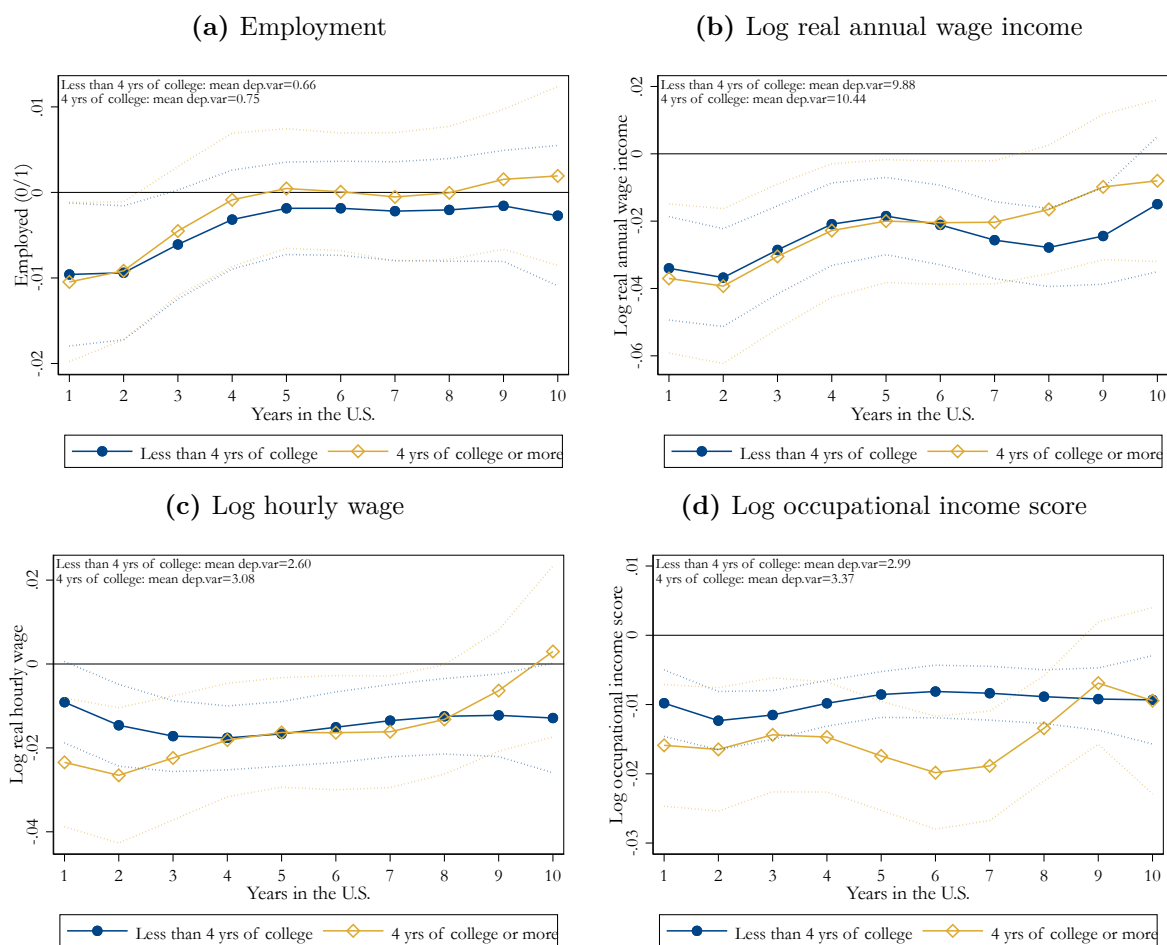 (a) Employment
Less than 4 yrs of college: mean dep.var=0.66
4 yrs of college: mean dep.var=0.75
Employed (0/1)
.01
0
-.01
-.02
1 2 3 4 5 6 7 8 9 10
Years in the U.S.
Less than 4 yrs of college 4 yrs of college or more
(b) Log real annual wage income
Less than 4 yrs of college: mean dep.var=9.88
4 yrs of college: mean dep.var=10.44
Log real annual wage income
.02
0
-.02
-.04
-.06
1 2 3 4 5 6 7 8 9 10
Years in the U.S.
Less than 4 yrs of college 4 yrs of college or more
(c) Log hourly wage
Less than 4 yrs of college: mean dep.var=2.60
4 yrs of college: mean dep.var=3.08
Log real hourly wage
.02
0
-.02
-.04
1 2 3 4 5 6 7 8 9 10
Years in the U.S.
Less than 4 yrs of college 4 yrs of college or more
(d) Log occupational income score
Less than 4 yrs of college: mean dep.var=2.99
4 yrs of college: mean dep.var=3.37
Log occupational income score
.01
0
-.01
-.02
-.03
1 2 3 4 5 6 7 8 9 10
Years in the U.S.
Less than 4 yrs of college 4 yrs of college or more